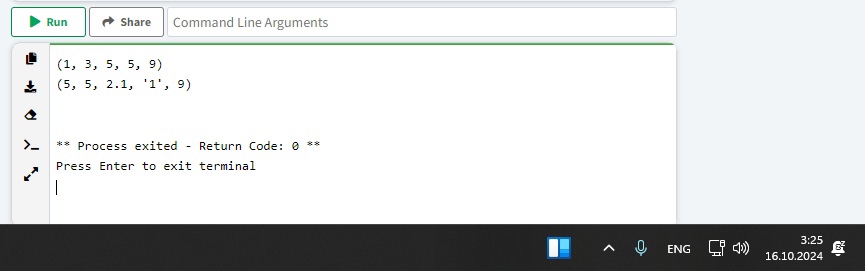 Run Share Command Line Arguments
(1, 3, 5, 5, 9)
(5, 5, 2.1, '1', 9)
** Process exited - Return Code: 0 **
Press Enter to exit terminal
ENG
3:25
16.10.2024